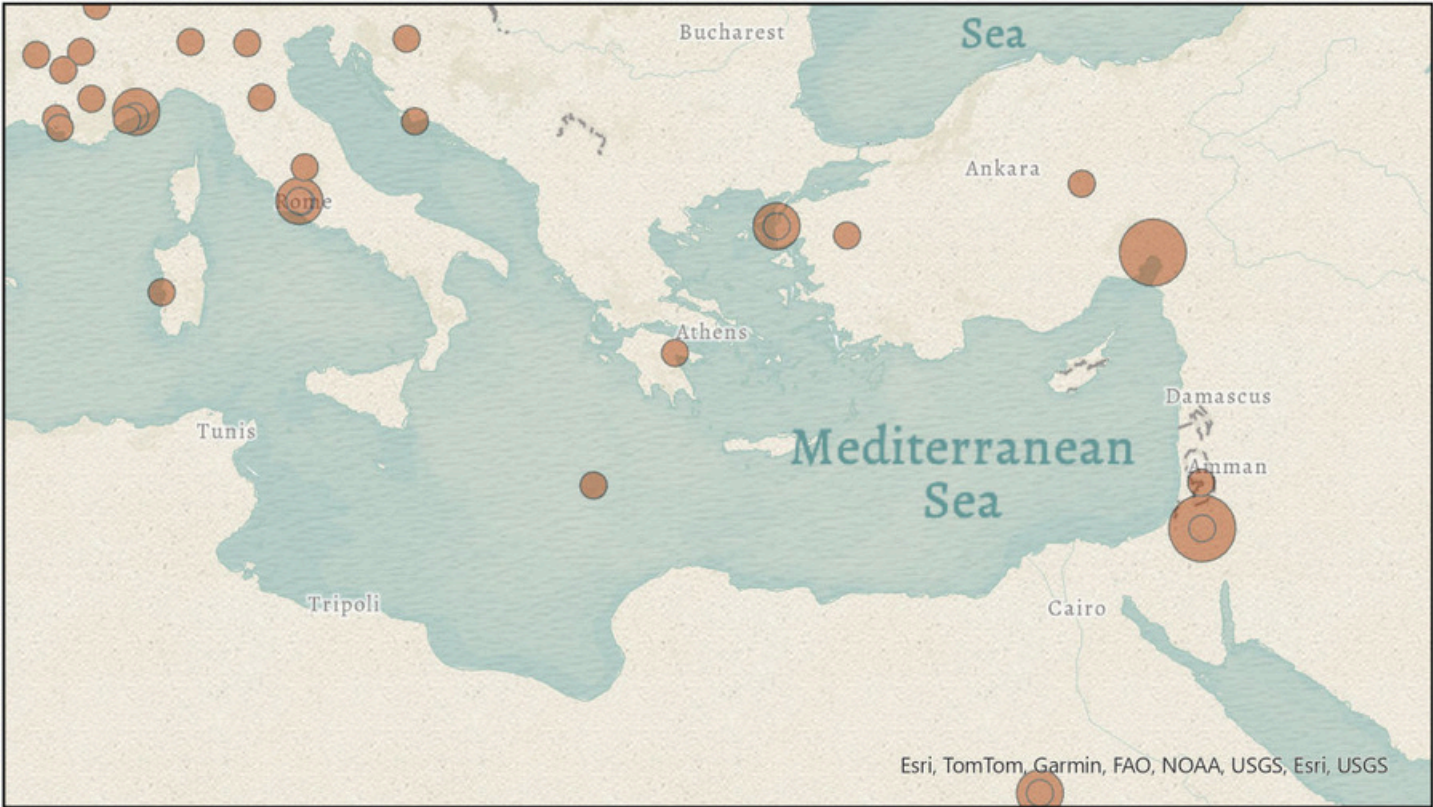 Bucharest
Sea
Ankara
Rome
Athens
Damascus
Tunis
Mediterranean
Sea
Amman
Tripoli
Cairo
Esri, TomTom, Garmin, FAO, NOAA, USGS, Esri, USGS